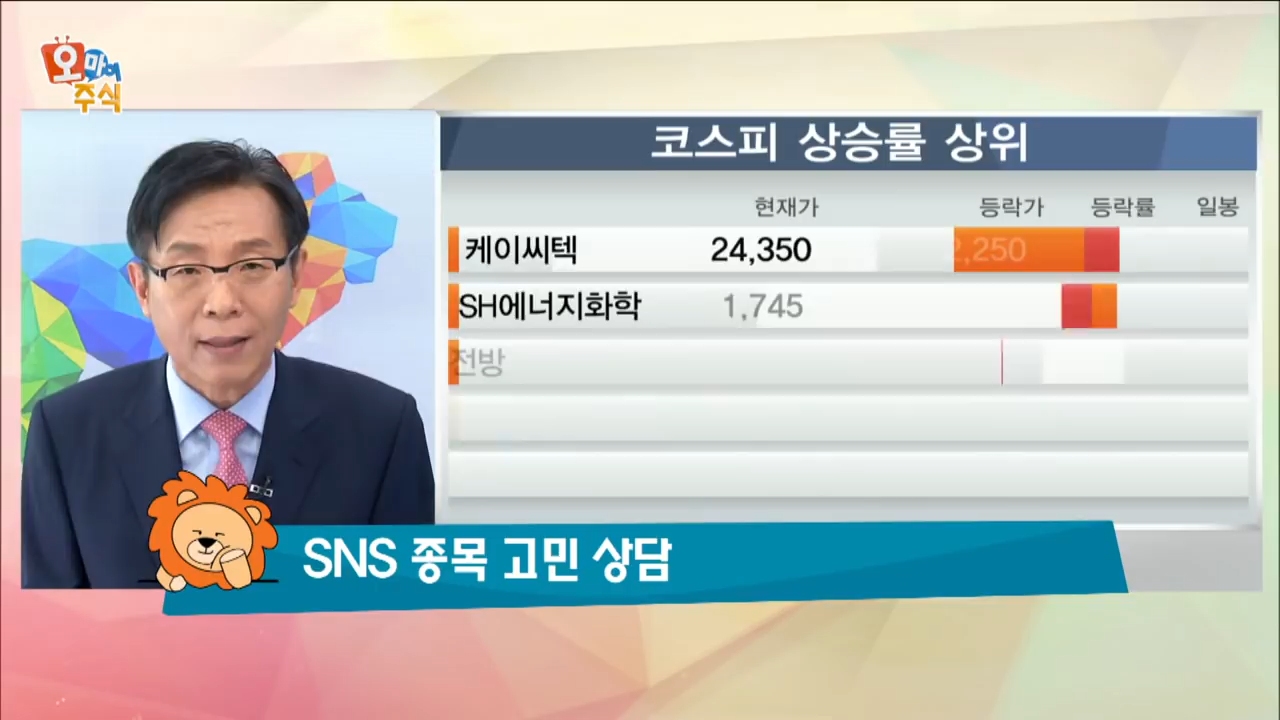 오마이
주식
코스피 상승률 상위
현재가 등락가 등락률 일봉
케이씨텍 24,350 2,250
SH에너지화학 1,745
전방
SNS 종목 고민 상담